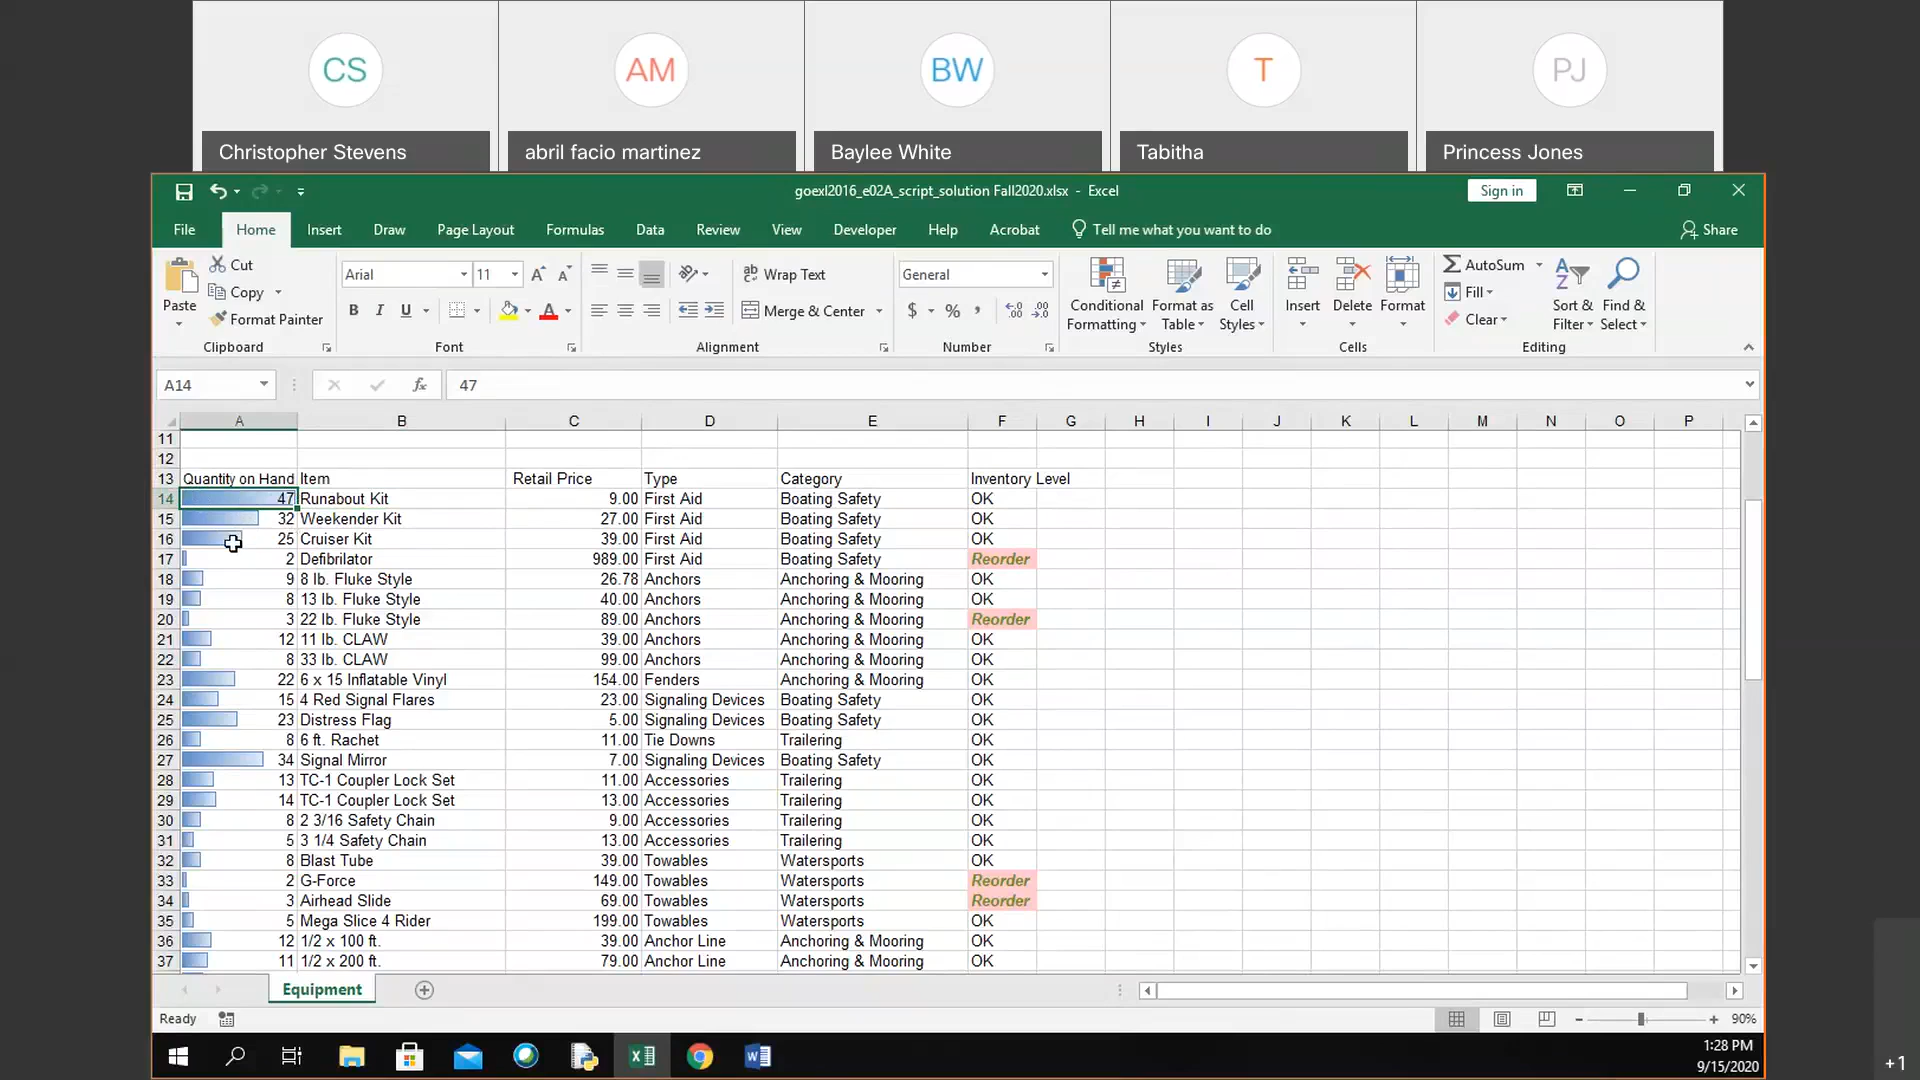 CS AM BW T PJ
Christopher Stevens abril facio martinez Baylee White Tabitha Princess Jones
goexl2016_e02A_script_solution Fall2020.xlsx - Excel Sign in
File Home Insert Draw Page Layout Formulas Data Review View Developer Help Acrobat Tell me what you want to do Share
Cut
Copy
Format Painter
Paste
Clipboard
Arial 11
B I U
Font
Wrap Text
Merge & Center
Alignment
General
$ % ,
Number
Conditional Formatting
Format as Table
Cell Styles
Styles
Insert Delete Format
Cells
AutoSum
Fill
Clear
Sort & Filter
Find & Select
Editing
A14 fx 47
A B C D E F G H I J K L M N O P
11
12
13 Quantity on Hand Item Retail Price Type Category Inventory Level
14 47 Runabout Kit 9.00 First Aid Boating Safety OK
15 32 Weekender Kit 27.00 First Aid Boating Safety OK
16 25 Cruiser Kit 39.00 First Aid Boating Safety OK
17 2 Defibrilator 989.00 First Aid Boating Safety Reorder
18 9 8 lb. Fluke Style 26.78 Anchors Anchoring & Mooring OK
19 8 13 lb. Fluke Style 40.00 Anchors Anchoring & Mooring OK
20 3 22 lb. Fluke Style 89.00 Anchors Anchoring & Mooring Reorder
21 12 11 lb. CLAW 39.00 Anchors Anchoring & Mooring OK
22 8 33 lb. CLAW 99.00 Anchors Anchoring & Mooring OK
23 22 6 x 15 Inflatable Vinyl 154.00 Fenders Anchoring & Mooring OK
24 15 4 Red Signal Flares 23.00 Signaling Devices Boating Safety OK
25 23 Distress Flag 5.00 Signaling Devices Boating Safety OK
26 8 6 ft. Rachet 11.00 Tie Downs Trailering OK
27 34 Signal Mirror 7.00 Signaling Devices Boating Safety OK
28 13 TC-1 Coupler Lock Set 11.00 Accessories Trailering OK
29 14 TC-1 Coupler Lock Set 13.00 Accessories Trailering OK
30 8 2 3/16 Safety Chain 9.00 Accessories Trailering OK
31 5 3 1/4 Safety Chain 13.00 Accessories Trailering OK
32 8 Blast Tube 39.00 Towables Watersports OK
33 2 G-Force 149.00 Towables Watersports Reorder
34 3 Airhead Slide 69.00 Towables Watersports Reorder
35 5 Mega Slice 4 Rider 199.00 Towables Watersports OK
36 12 1/2 x 100 ft. 39.00 Anchor Line Anchoring & Mooring OK
37 11 1/2 x 200 ft. 79.00 Anchor Line Anchoring & Mooring OK
Equipment
Ready 90%
1:28 PM
9/15/2020
+1